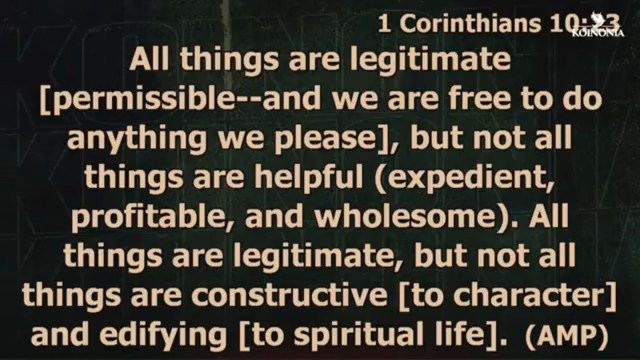 1 Corinthians 10:23
KOINONIA
All things are legitimate
[permissible--and we are free to do
anything we please], but not all
things are helpful (expedient,
profitable, and wholesome). All
things are legitimate, but not all
things are constructive [to character]
and edifying [to spiritual life]. (AMP)